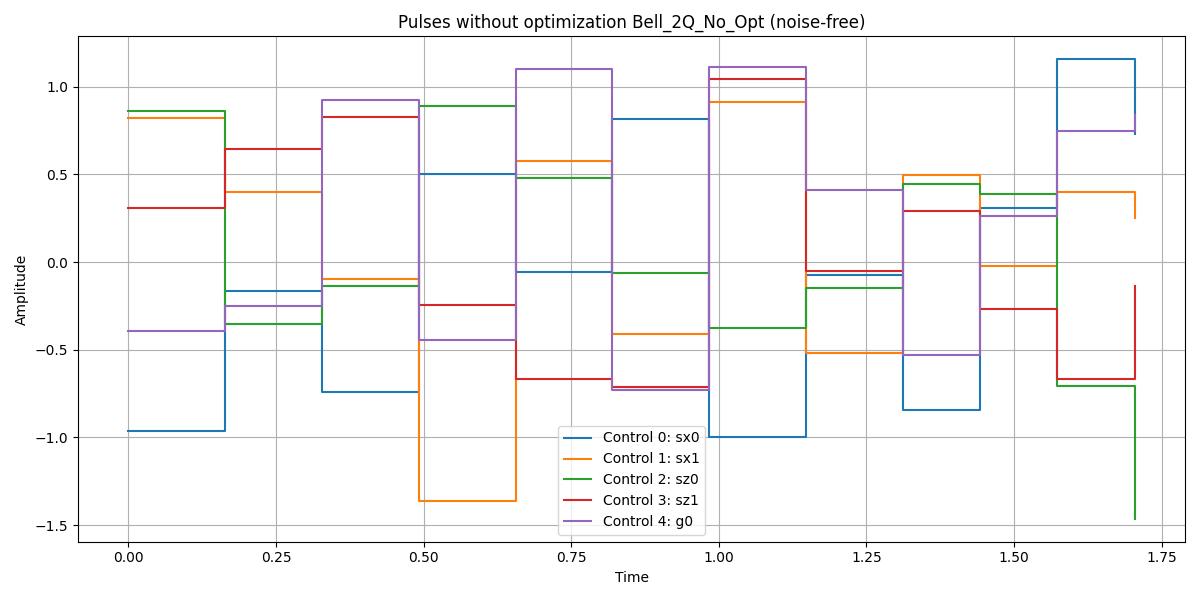 Pulses without optimization Bell_2Q_No_Opt (noise-free)
Amplitude
1.0
0.5
0.0
−0.5
−1.0
−1.5
Control 0: sx0
Control 1: sx1
Control 2: sz0
Control 3: sz1
Control 4: g0
0.00 0.25 0.50 0.75 1.00 1.25 1.50 1.75
Time